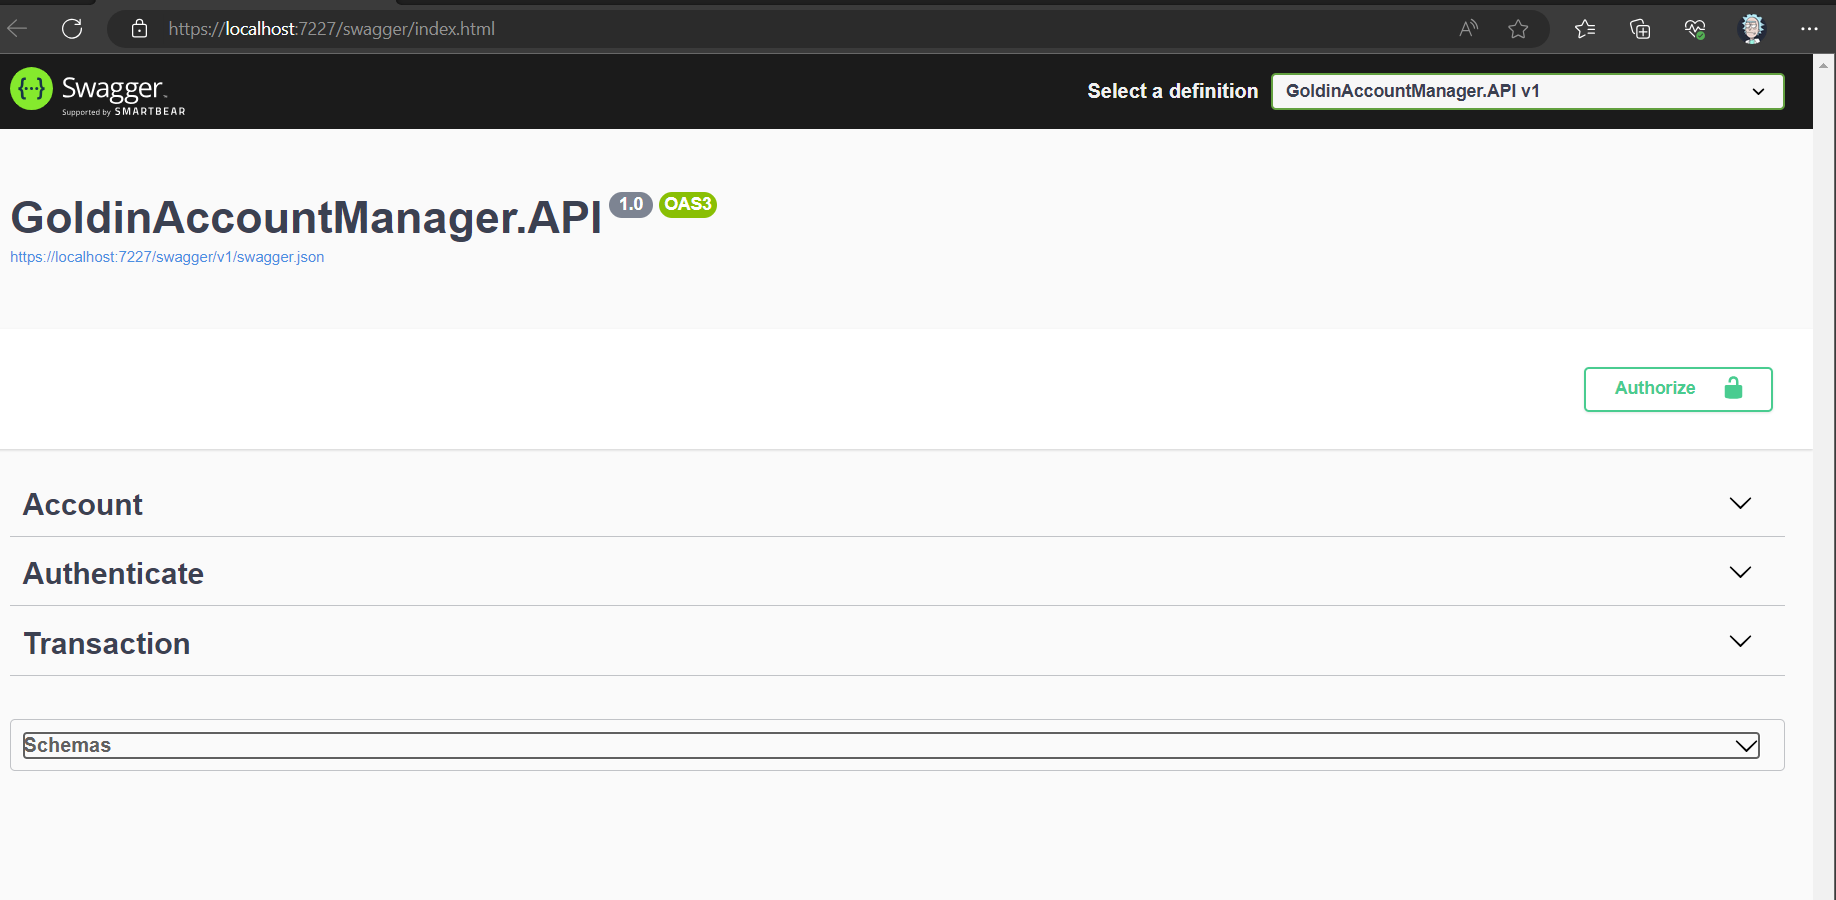 https://localhost:7227/swagger/index.html
Swagger
Supported by SMARTBEAR
Select a definition
GoldinAccountManager.API v1
GoldinAccountManager.API 1.0 OAS3
https://localhost:7227/swagger/v1/swagger.json
Authorize
Account
Authenticate
Transaction
Schemas